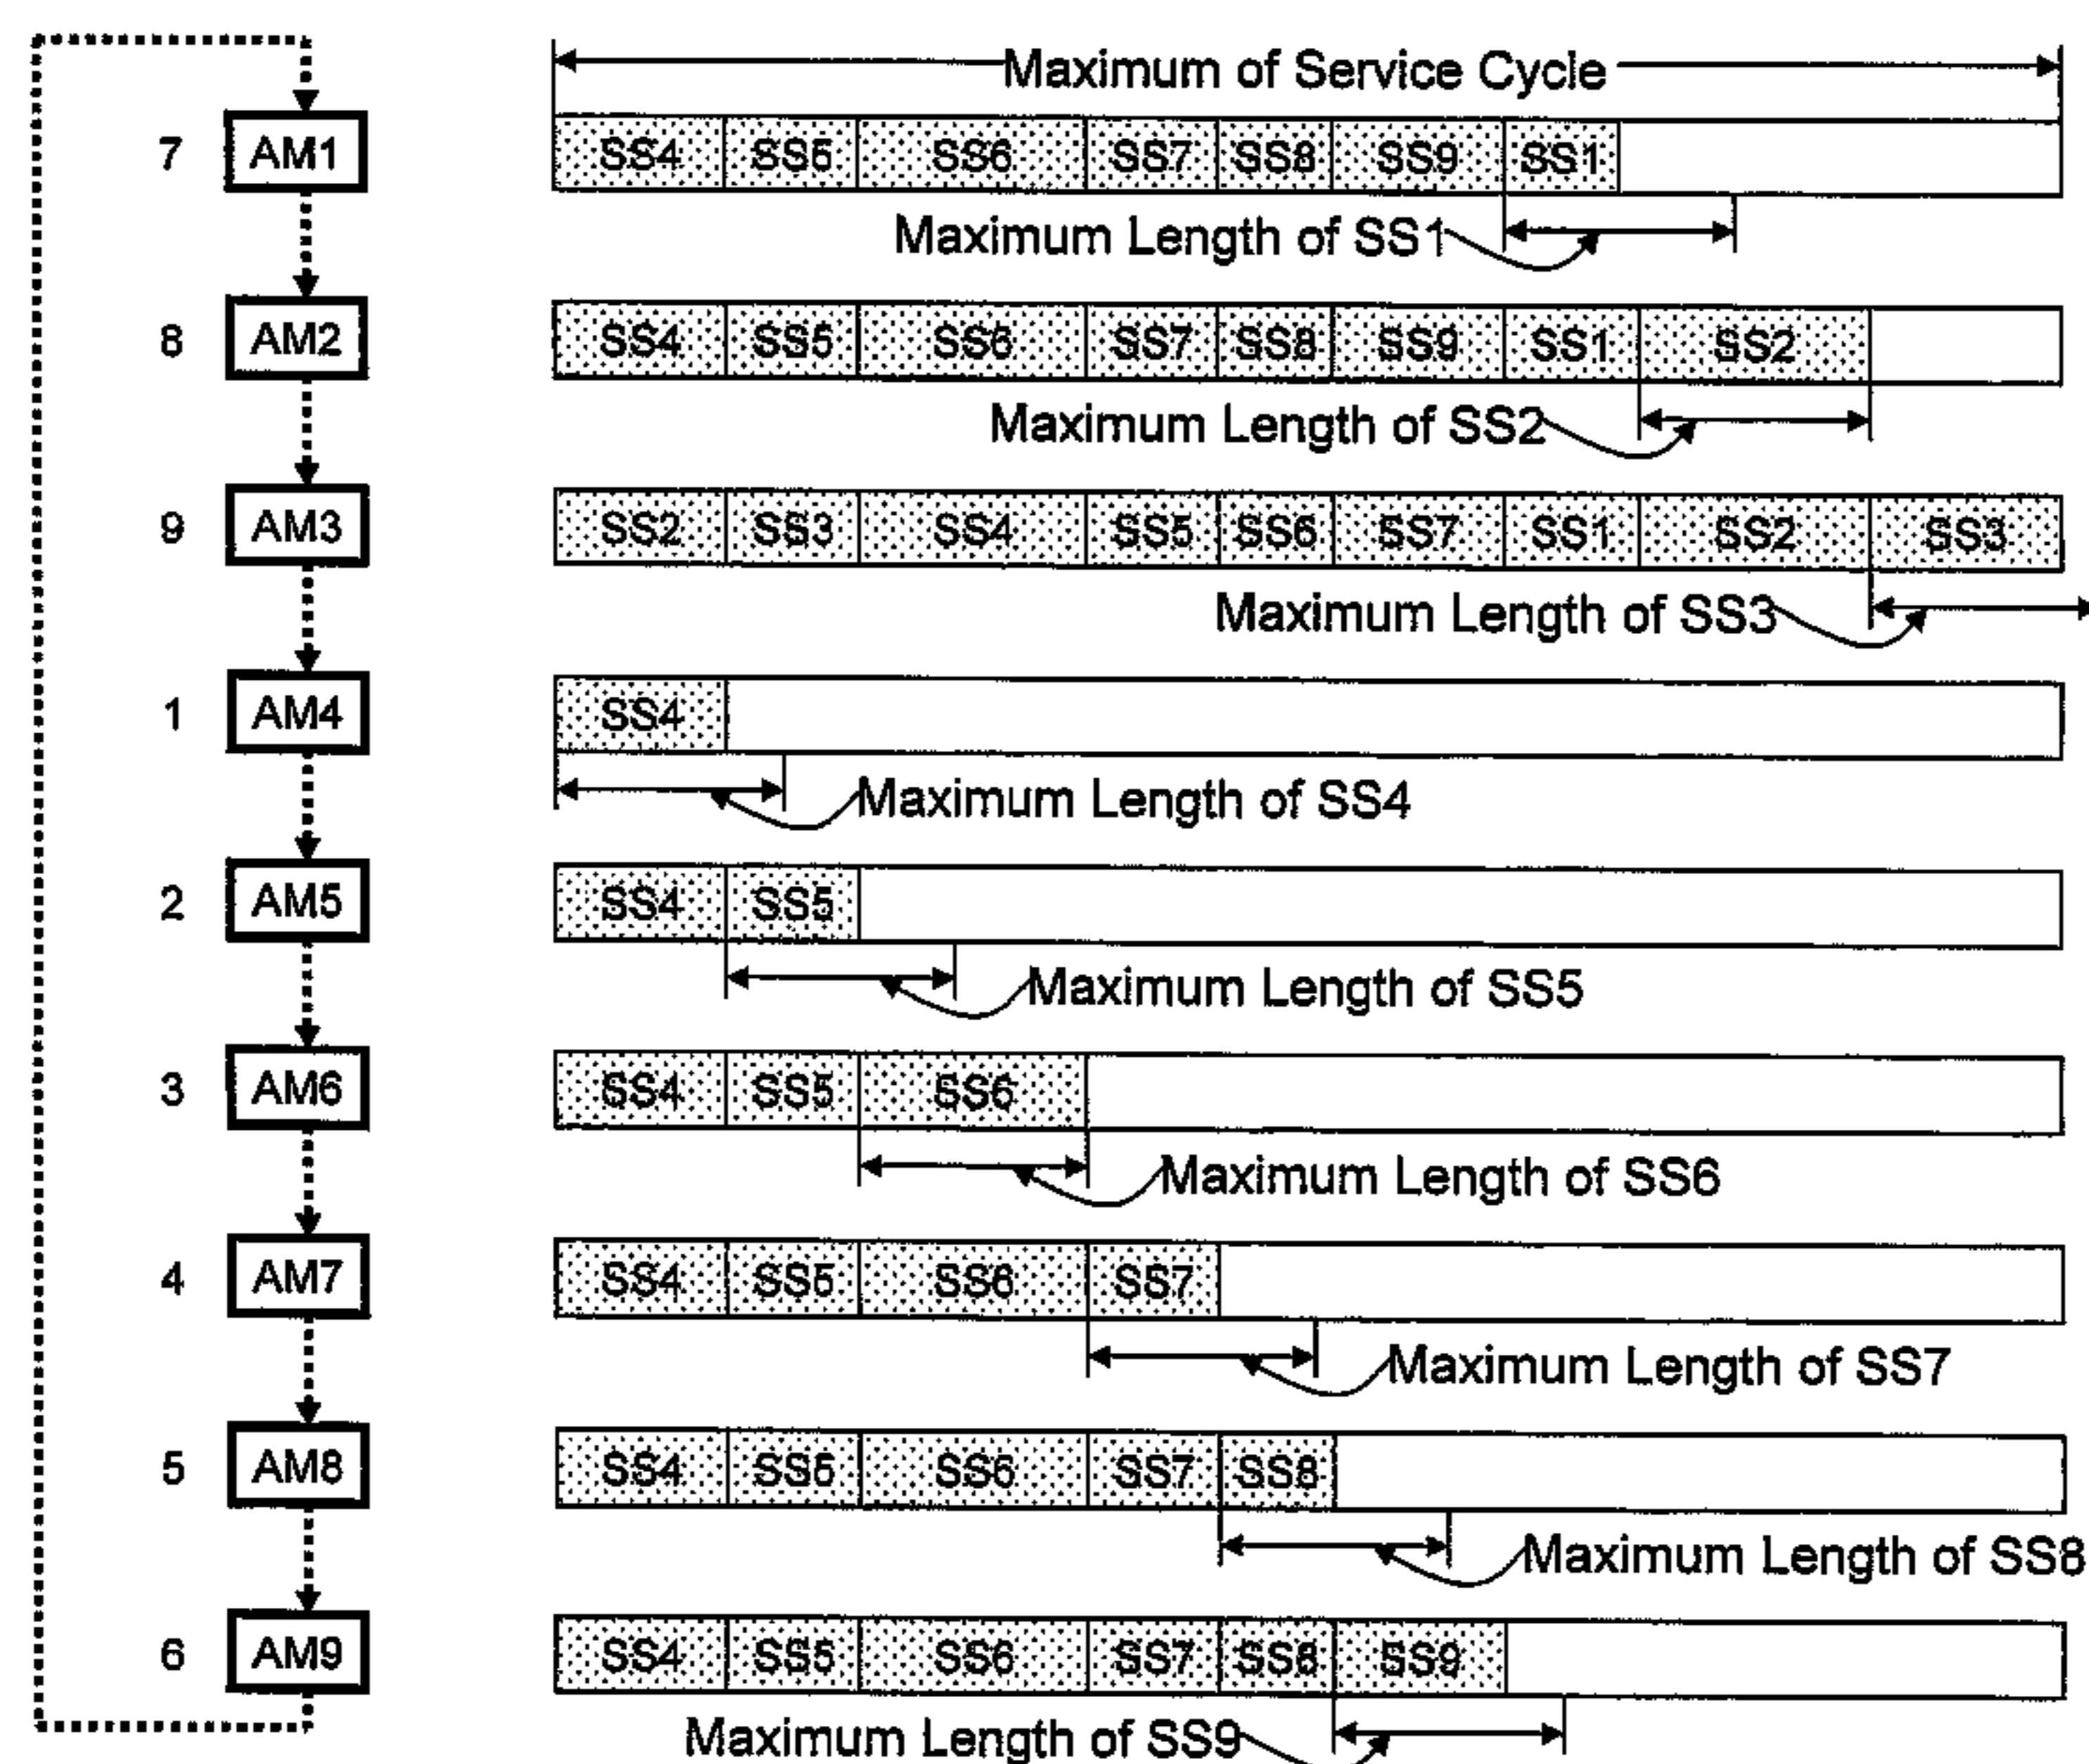 Maximum of Service Cycle
7 AM1 SS4 SS5 SS6 SS7 SS8 SS9 SS1
Maximum Length of SS1
8 AM2 SS4 SS5 SS6 SS7 SS8 SS9 SS1 SS2
Maximum Length of SS2
9 AM3 SS2 SS3 SS4 SS5 SS6 SS7 SS1 SS2 SS3
Maximum Length of SS3
1 AM4 SS4
Maximum Length of SS4
2 AM5 SS4 SS5
Maximum Length of SS5
3 AM6 SS4 SS5 SS6
Maximum Length of SS6
4 AM7 SS4 SS5 SS6 SS7
Maximum Length of SS7
5 AM8 SS4 SS5 SS6 SS7 SS8
Maximum Length of SS8
6 AM9 SS4 SS5 SS6 SS7 SS8 SS9
Maximum Length of SS9